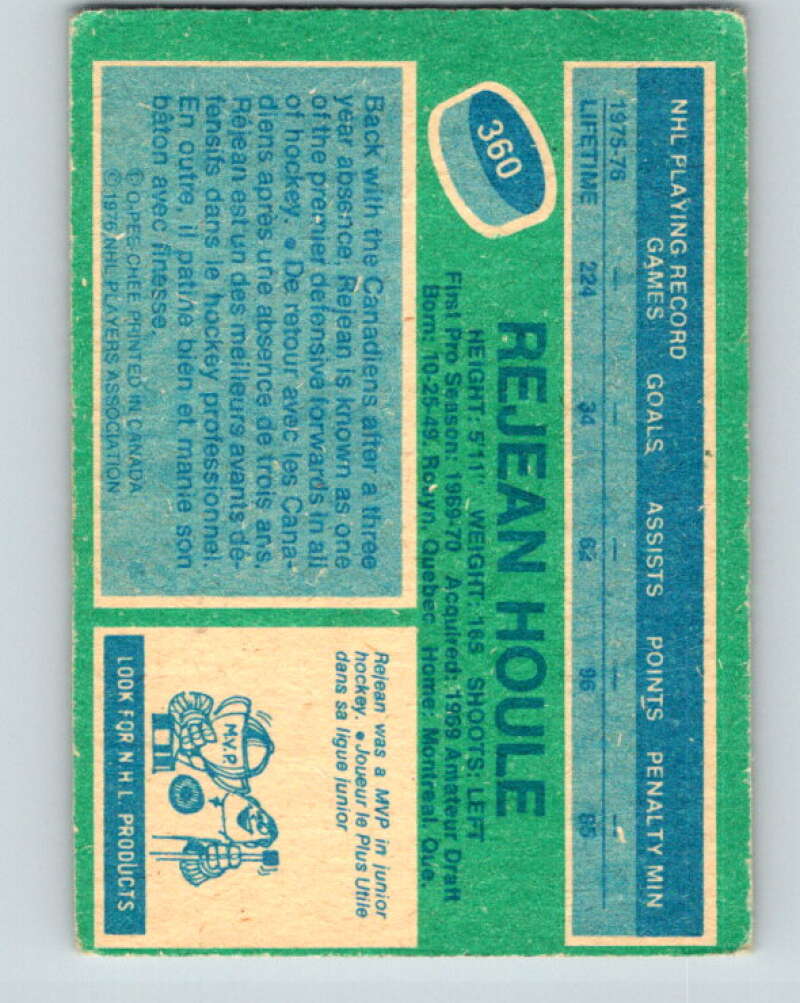 NHL PLAYING RECORD
GAMES GOALS ASSISTS POINTS PENALTY MIN
1975-76 — — — — —
LIFETIME 224 34 62 96 85
360
REJEAN HOULE
HEIGHT: 5'11" WEIGHT: 165 SHOOTS: LEFT
First Pro Season: 1969-70 Acquired: 1969 Amateur Draft
Born: 10-25-49, Rouyn, Quebec Home: Montreal, Que.
Back with the Canadiens after a three
year absence, Rejean is known as one
of the premier defensive forwards in all
of hockey. • De retour avec les Cana-
diens après une absence de trois ans,
Réjean est un des meilleurs avants dé-
fensifs dans le hockey professionnel.
En outre, il patine bien et manie son
bâton avec finesse.
© O-PEE-CHEE PRINTED IN CANADA
© 1976 NHL PLAYERS ASSOCIATION
Rejean was a MVP in junior
hockey. • Joueur le Plus Utile
dans sa ligue junior
M.V.P.
LOOK FOR N.H.L. PRODUCTS